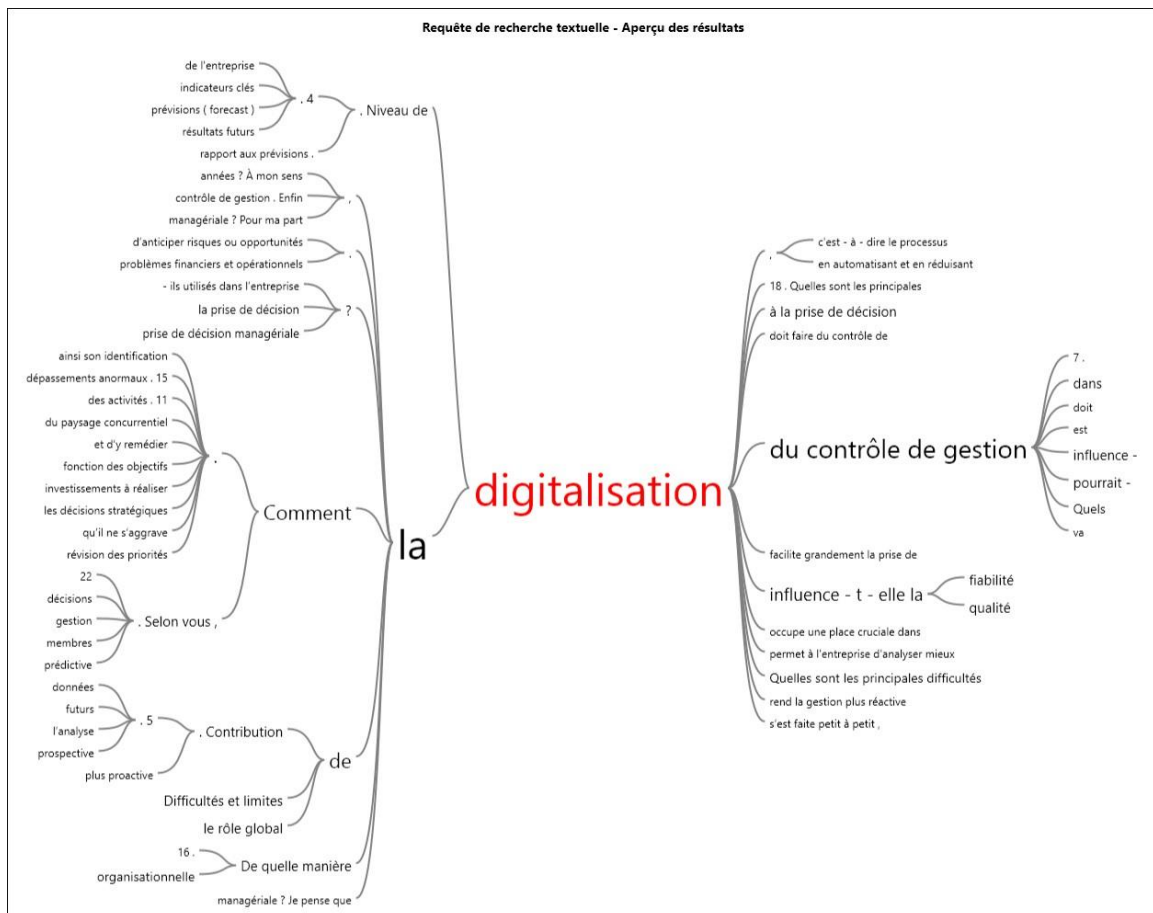 Requête de recherche textuelle - Aperçu des résultats
de l'entreprise
indicateurs clés
prévisions ( forecast )
résultats futurs
. 4
rapport aux prévisions .
. Niveau de
années ? À mon sens
contrôle de gestion . Enfin
managériale ? Pour ma part
,
d'anticiper risques ou opportunités
problèmes financiers et opérationnels
.
- ils utilisés dans l'entreprise
la prise de décision
prise de décision managériale
?
ainsi son identification
dépassements anormaux . 15
des activités . 11
du paysage concurrentiel
et d'y remédier
fonction des objectifs
investissements à réaliser
les décisions stratégiques
qu'il ne s'aggrave
révision des priorités
.
22
décisions
gestion
membres
prédictive
. Selon vous ,
Comment
données
futurs
l'analyse
prospective
. 5
plus proactive
. Contribution
Difficultés et limites
le rôle global
de
16 .
organisationnelle
De quelle manière
managériale ? Je pense que
la
digitalisation
,
c'est - à - dire le processus
en automatisant et en réduisant
18 . Quelles sont les principales
à la prise de décision
doit faire du contrôle de
du contrôle de gestion
7 .
dans
doit
est
influence -
pourrait -
Quels
va
facilite grandement la prise de
influence - t - elle la
fiabilité
qualité
occupe une place cruciale dans
permet à l'entreprise d'analyser mieux
Quelles sont les principales difficultés
rend la gestion plus réactive
s'est faite petit à petit ,